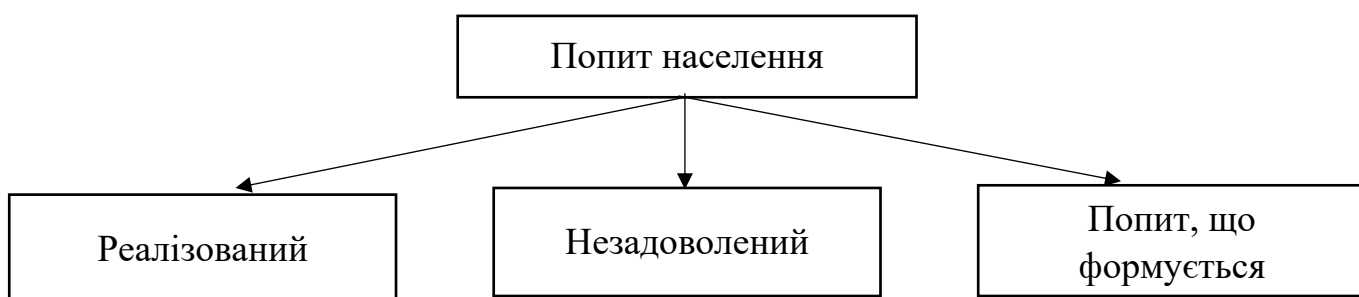 Попит населення
Реалізований
Незадоволений
Попит, що
формується